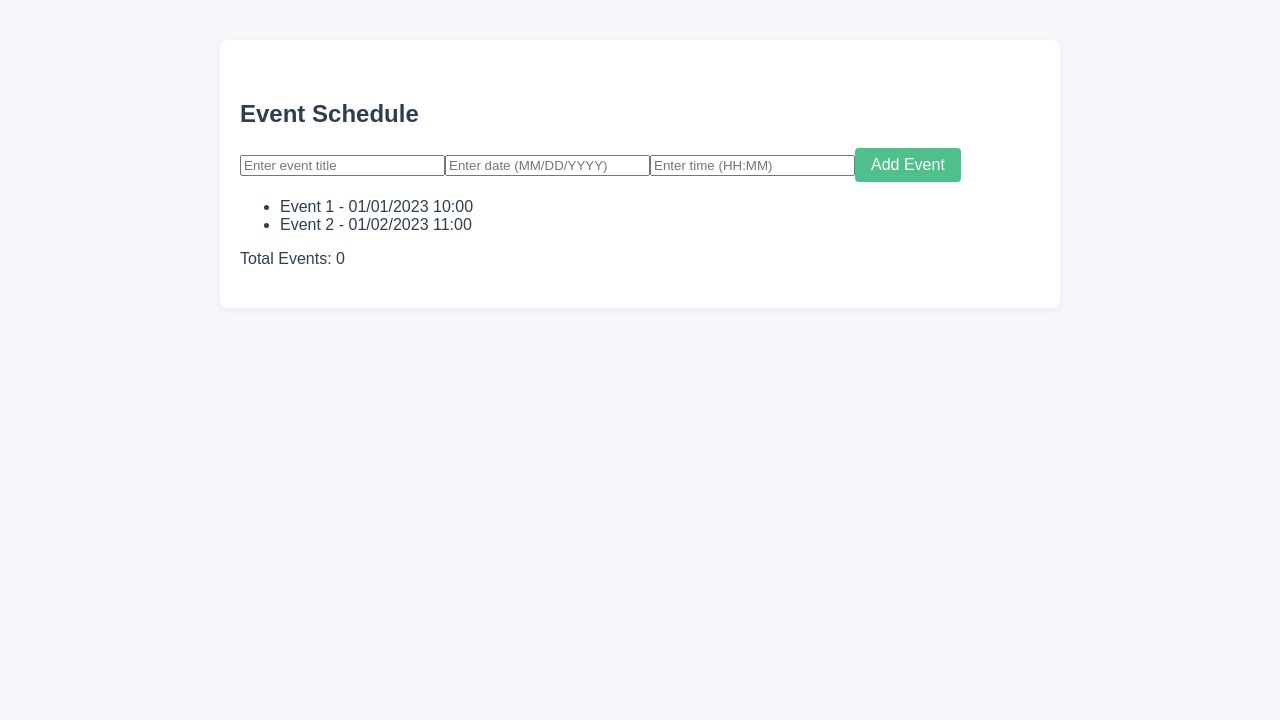 Event Schedule
Enter event title Enter date (MM/DD/YYYY) Enter time (HH:MM) Add Event
Event 1 - 01/01/2023 10:00
Event 2 - 01/02/2023 11:00
Total Events: 0